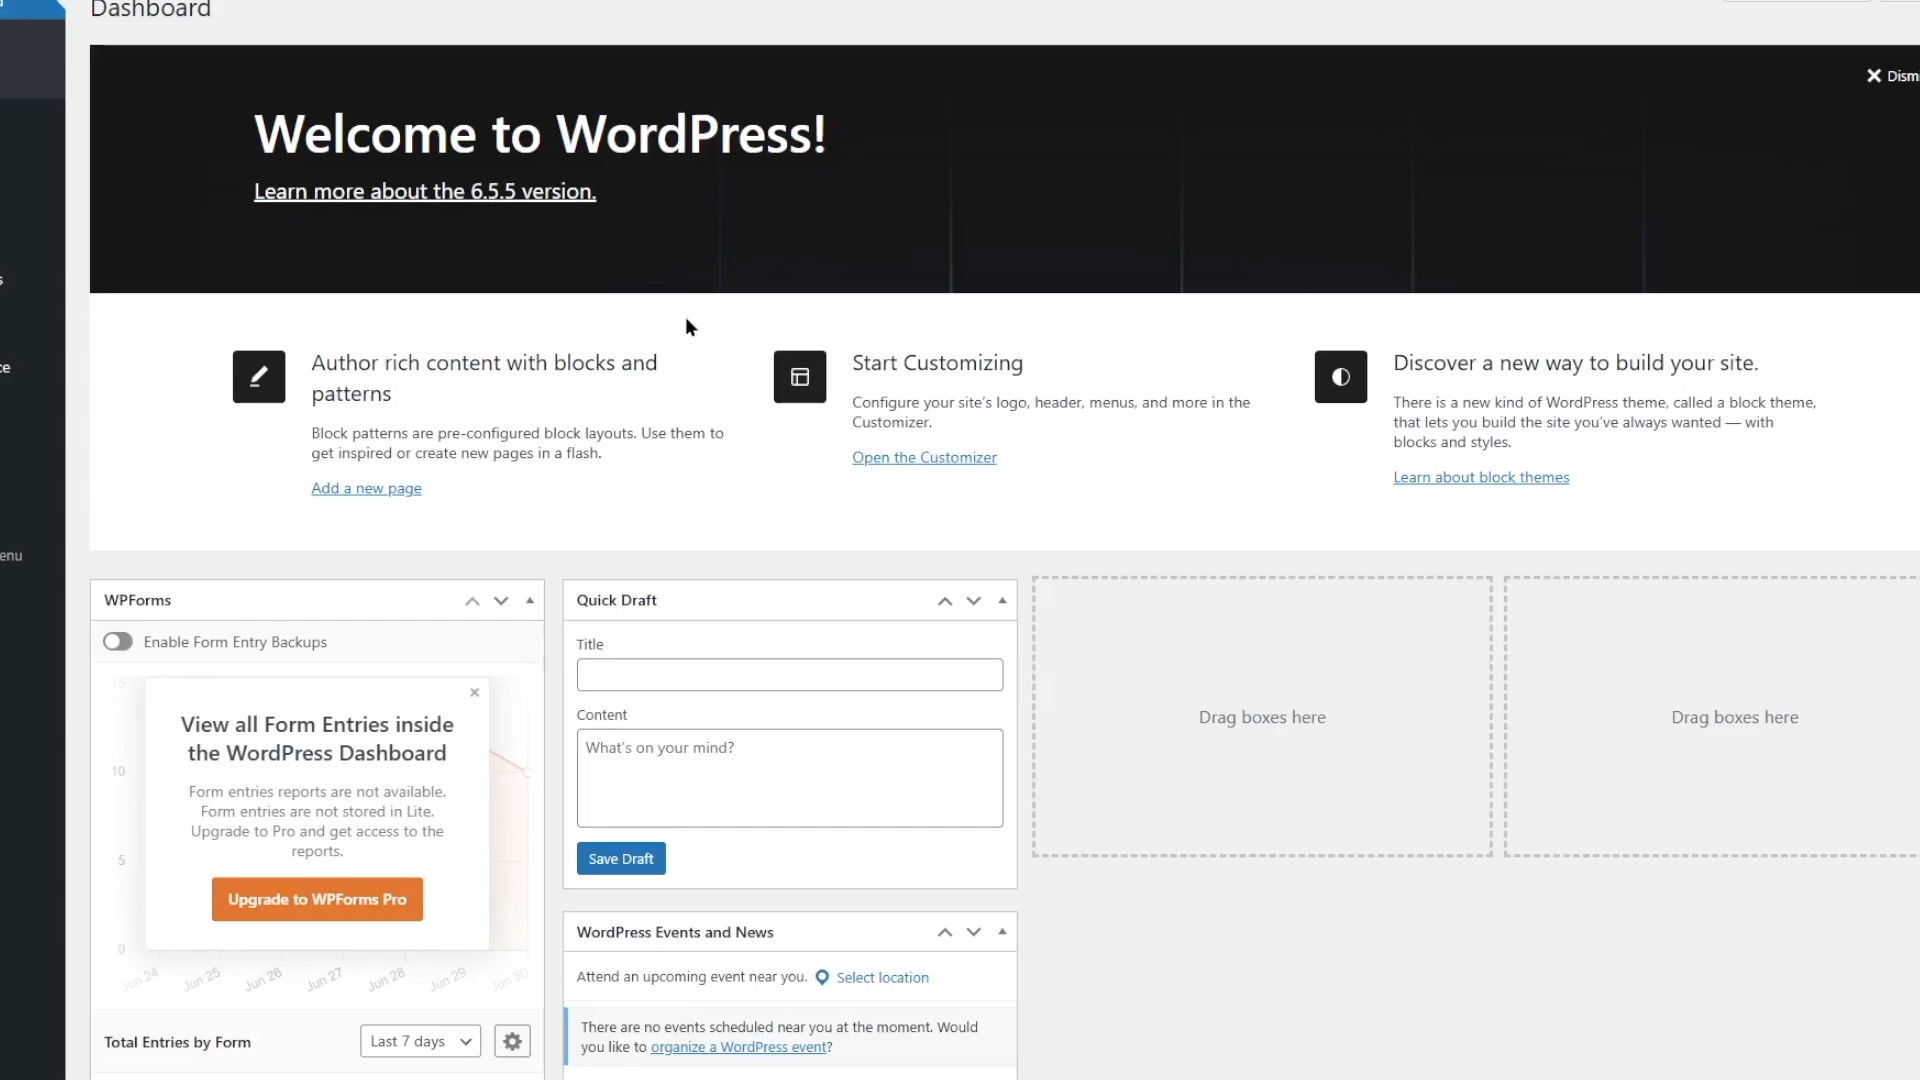 Dashboard
Dismi
Welcome to WordPress!
Learn more about the 6.5.5 version.
s
ce
enu
Author rich content with blocks and
patterns
Block patterns are pre-configured block layouts. Use them to
get inspired or create new pages in a flash.
Add a new page
Start Customizing
Configure your site's logo, header, menus, and more in the
Customizer.
Open the Customizer
Discover a new way to build your site.
There is a new kind of WordPress theme, called a block theme,
that lets you build the site you've always wanted — with
blocks and styles.
Learn about block themes
WPForms
Enable Form Entry Backups
15
10
5
0
View all Form Entries inside
the WordPress Dashboard
Form entries reports are not available.
Form entries are not stored in Lite.
Upgrade to Pro and get access to the
reports.
Upgrade to WPForms Pro
Jun 24
Jun 25
Jun 26
Jun 27
Jun 28
Jun 29
Jun 30
Total Entries by Form
Last 7 days
Quick Draft
Title
Content
What's on your mind?
Save Draft
WordPress Events and News
Attend an upcoming event near you.
Select location
There are no events scheduled near you at the moment. Would
you like to organize a WordPress event?
Drag boxes here
Drag boxes here